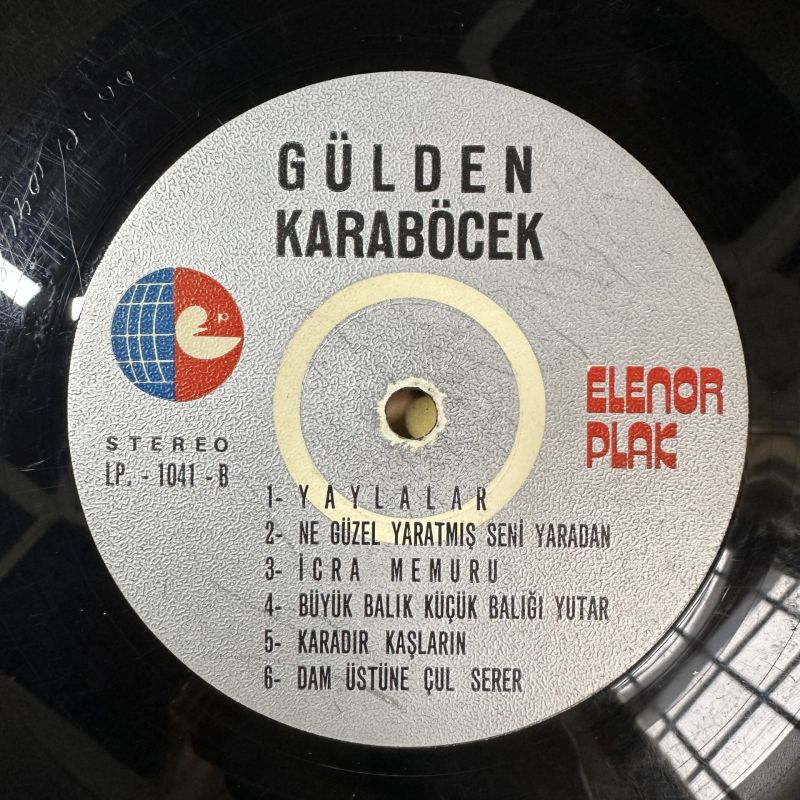 GÜLDEN
KARABÖCEK
P
ELENOR
PLAK
STEREO
LP. - 1041 - B
1- YAYLALAR
2- NE GÜZEL YARATMIŞ SENİ YARADAN
3- İCRA MEMURU
4- BÜYÜK BALIK KÜÇÜK BALIĞI YUTAR
5- KARADIR KAŞLARIN
6- DAM ÜSTÜNE ÇUL SERER